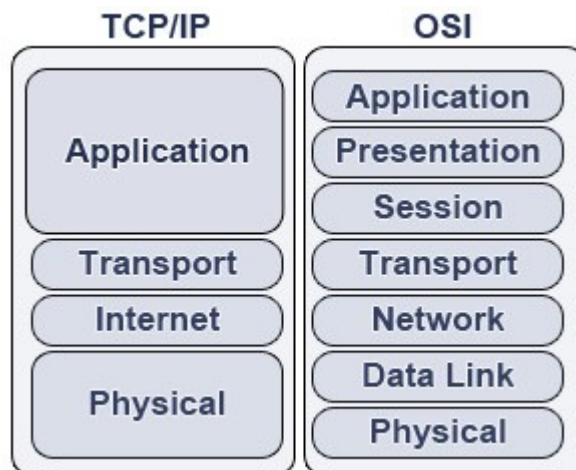 TCP/IP
Application
Transport
Internet
Physical
OSI
Application
Presentation
Session
Transport
Network
Data Link
Physical